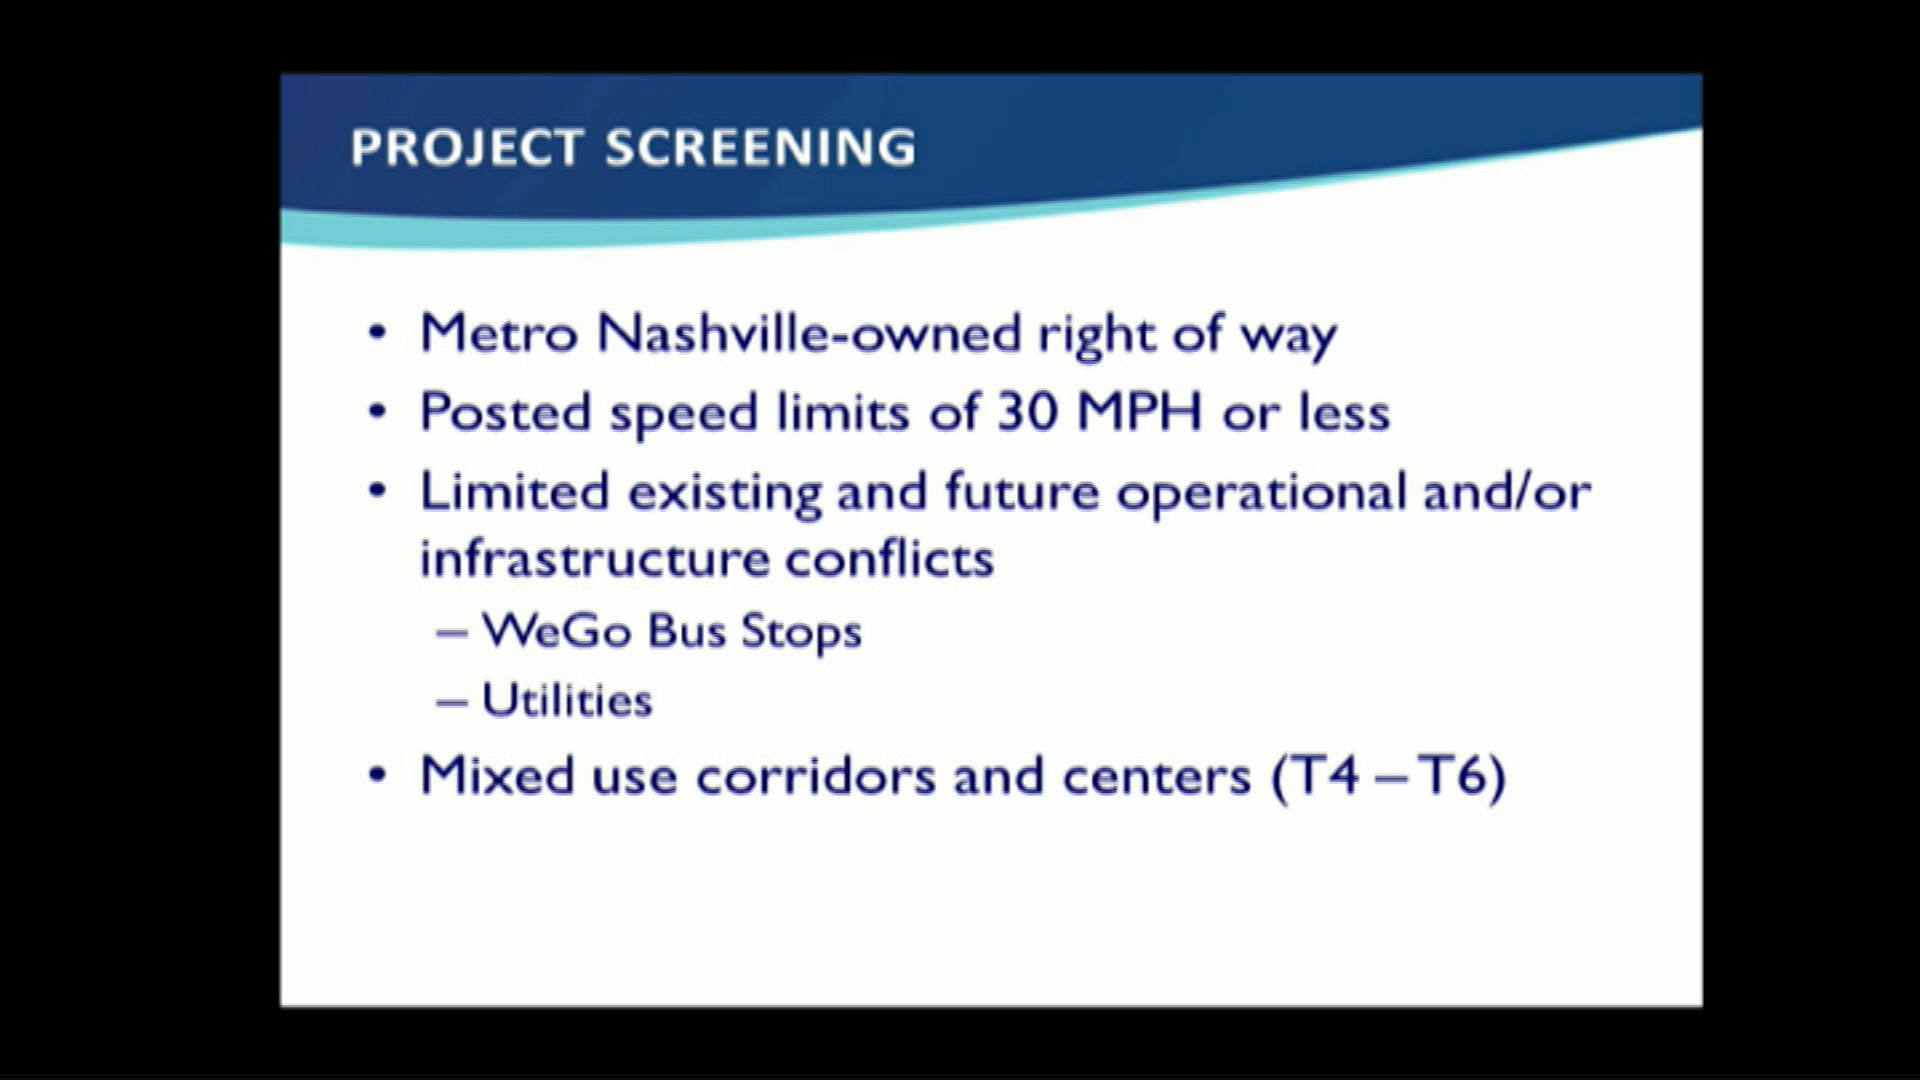 PROJECT SCREENING
• Metro Nashville-owned right of way
• Posted speed limits of 30 MPH or less
• Limited existing and future operational and/or
infrastructure conflicts
– WeGo Bus Stops
– Utilities
• Mixed use corridors and centers (T4 – T6)